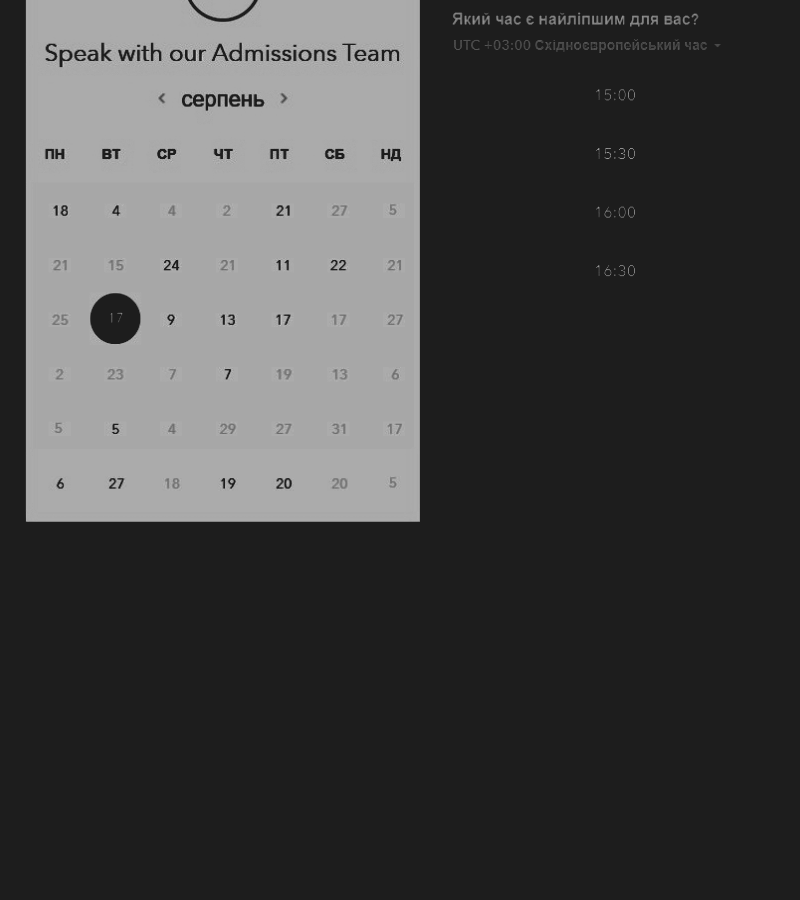 Speak with our Admissions Team
серпень
ПН ВТ СР ЧТ ПТ СБ НД
18 4 4 2 21 27 5
21 15 24 21 11 22 21
25 17 9 13 17 17 27
2 23 7 7 19 13 6
5 5 4 29 27 31 17
6 27 18 19 20 20 5
Який час є найліпшим для вас?
UTC +03:00 Східноєвропейський час
15:00
15:30
16:00
16:30